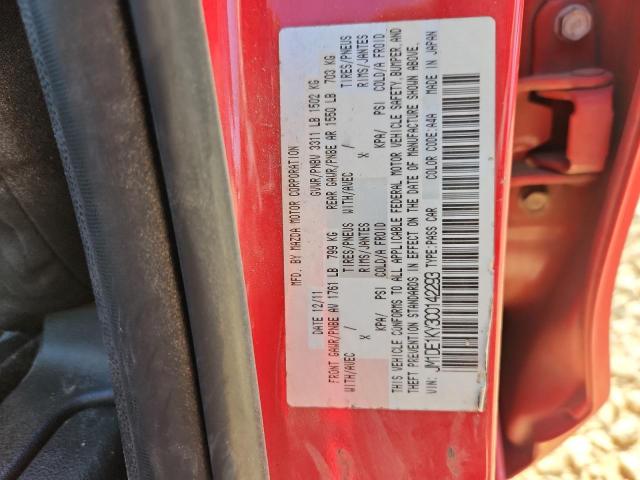 MFD. BY MAZDA MOTOR CORPORATION
DATE 12/11 GVWR/PNBV 3311 LB 1502 KG
FRONT GAWR/PNBE AV 1761 LB 799 KG REAR GAWR/PNBE AR 1550 LB 703 KG
WITH/AVEC TIRES/PNEUS WITH/AVEC / TIRES/PNEUS
X RIMS/JANTES X RIMS/JANTES
KPA/ PSI COLD/A FROID KPA/ PSI COLD/A FROID
THIS VEHICLE CONFORMS TO ALL APPLICABLE FEDERAL MOTOR VEHICLE SAFETY, BUMPER, AND
THEFT PREVENTION STANDARDS IN EFFECT ON THE DATE OF MANUFACTURE SHOWN ABOVE.
VIN: JM1DE1KY3C0142293 TYPE:PASS CAR COLOR CODE:A4A MADE IN JAPAN